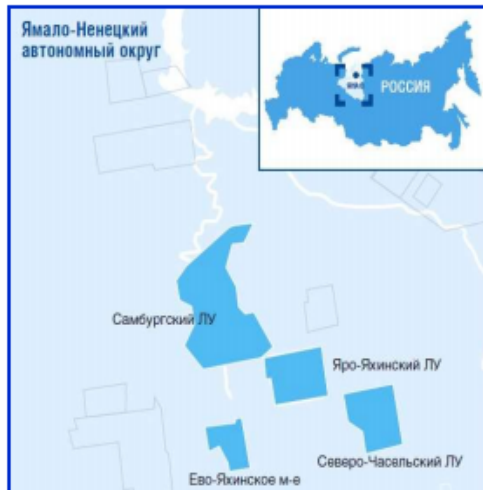 Ямало-Ненецкий
автономный округ
РОССИЯ
Самбургский ЛУ
Яро-Яхинский ЛУ
Северо-Часельский ЛУ
Ево-Яхинское м-е